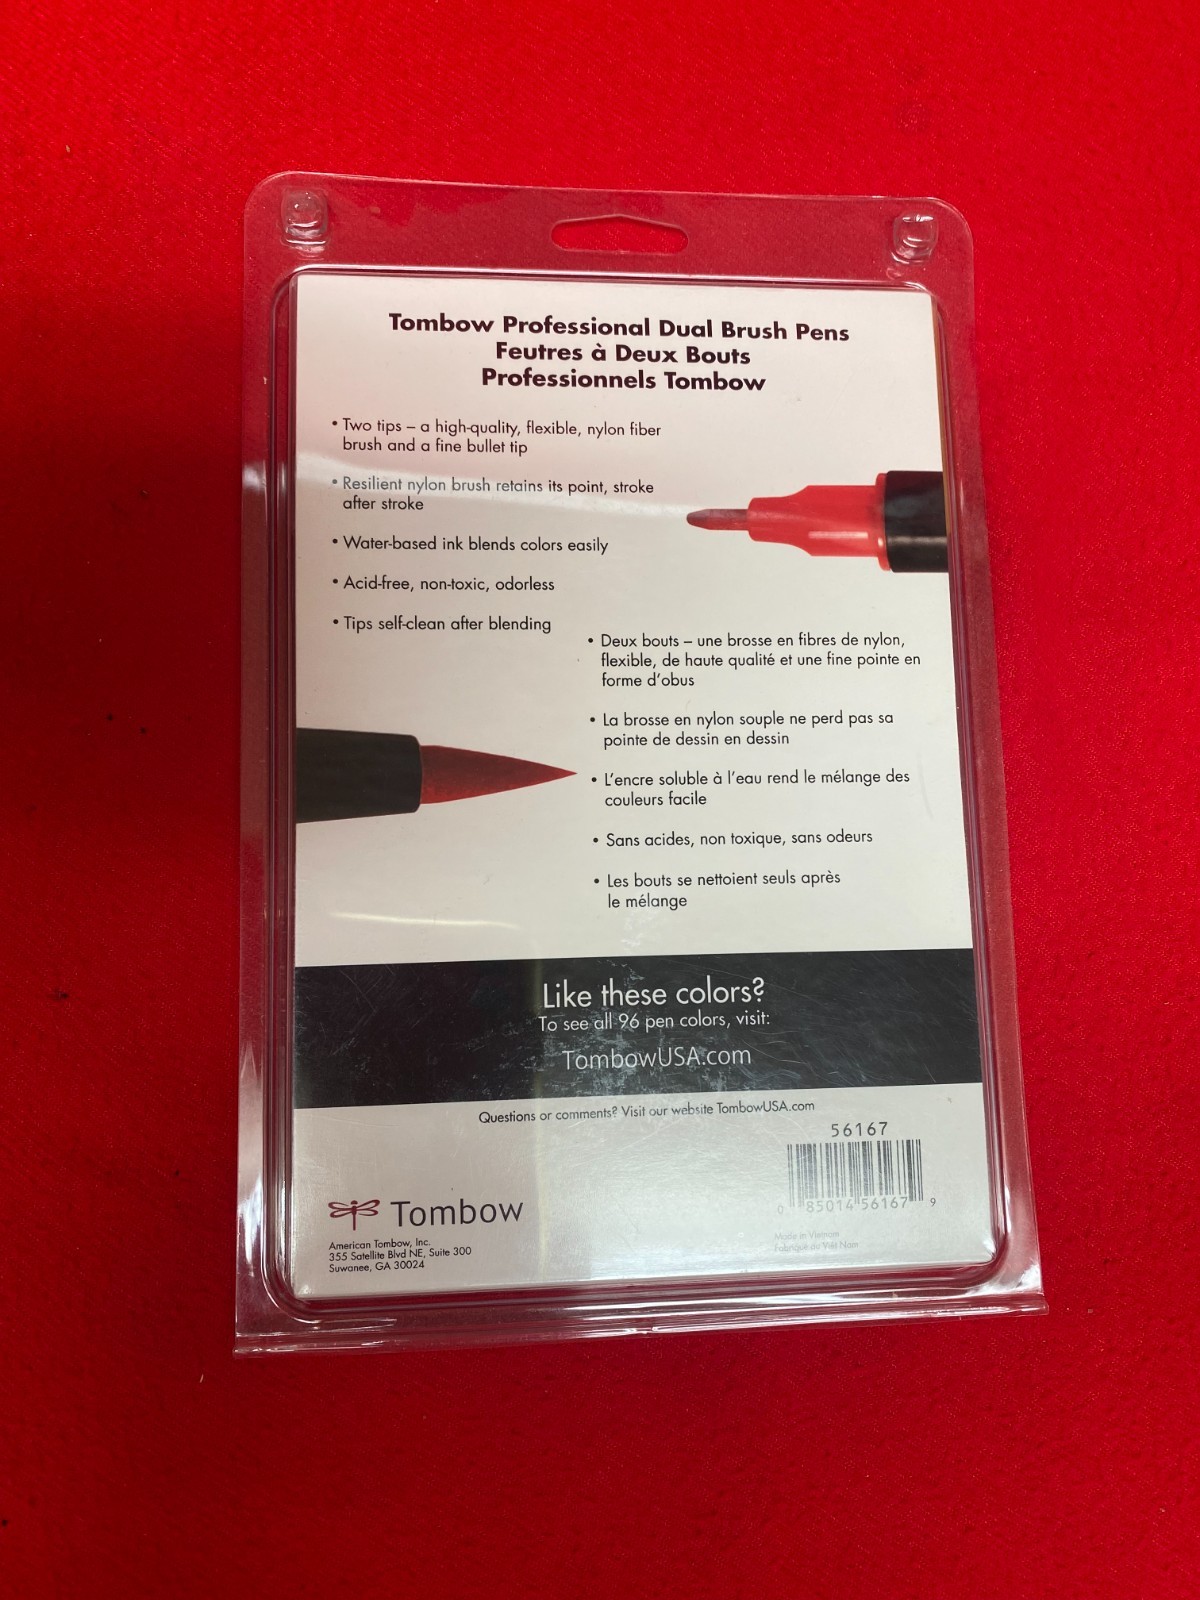 Tombow Professional Dual Brush Pens
Feutres à Deux Bouts
Professionnels Tombow
• Two tips – a high-quality, flexible, nylon fiber
brush and a fine bullet tip
• Resilient nylon brush retains its point, stroke
after stroke
• Water-based ink blends colors easily
• Acid-free, non-toxic, odorless
• Tips self-clean after blending
• Deux bouts – une brosse en fibres de nylon,
flexible, de haute qualité et une fine pointe en
forme d'obus
• La brosse en nylon souple ne perd pas sa
pointe de dessin en dessin
• L'encre soluble à l'eau rend le mélange des
couleurs facile
• Sans acides, non toxique, sans odeurs
• Les bouts se nettoient seuls après
le mélange
Like these colors?
To see all 96 pen colors, visit:
TombowUSA.com
Questions or comments? Visit our website TombowUSA.com
56167
0 85014 56167 9
Made in Vietnam
Fabriqué du Viêt Nam
Tombow
American Tombow, Inc.
355 Satellite Blvd NE, Suite 300
Suwanee, GA 30024